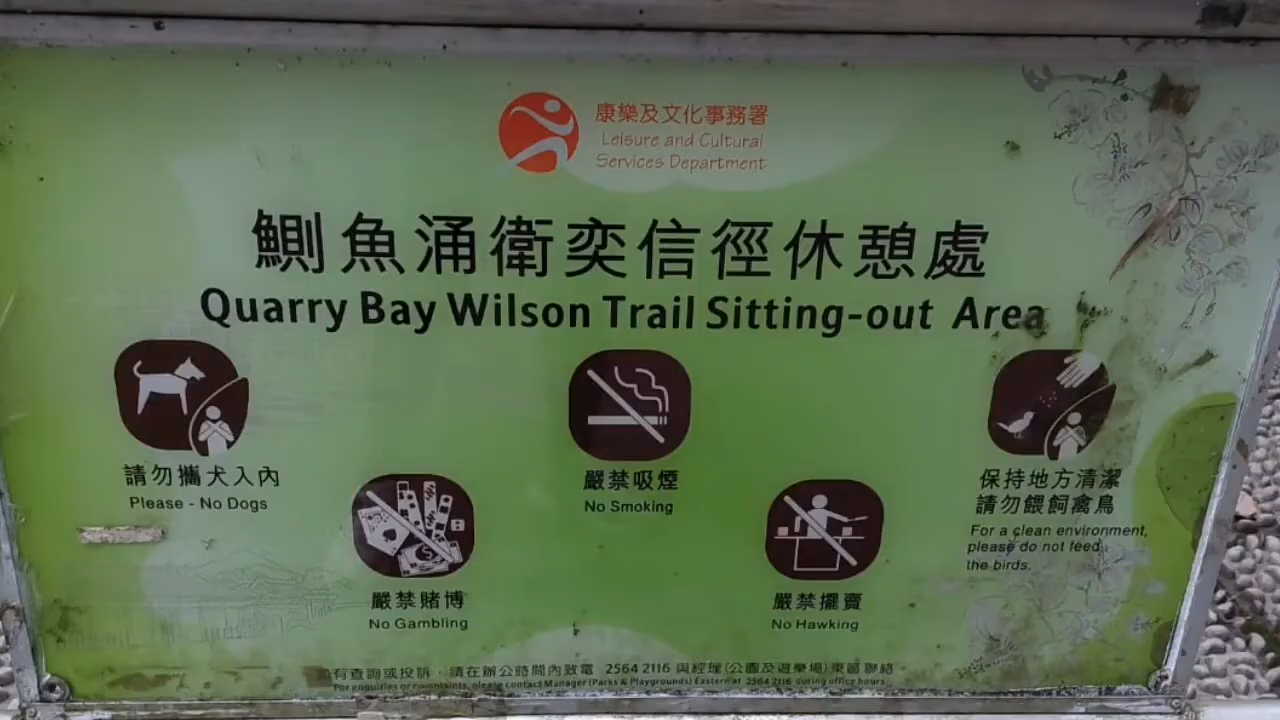 康樂及文化事務署
Leisure and Cultural
Services Department
鰂魚涌衛奕信徑休憩處
Quarry Bay Wilson Trail Sitting-out Area
請勿攜犬入內
Please - No Dogs
嚴禁吸煙
No Smoking
保持地方清潔
請勿餵飼禽鳥
For a clean environment,
please do not feed
the birds.
嚴禁賭博
No Gambling
嚴禁擺賣
No Hawking
有查詢或投訴，請在辦公時間內致電 2564 2116 與經理(公園及遊樂場)東區聯絡。
For enquiries or complaints, please contact Manager (Parks & Playgrounds) Eastern at 2564 2116 during office hours.